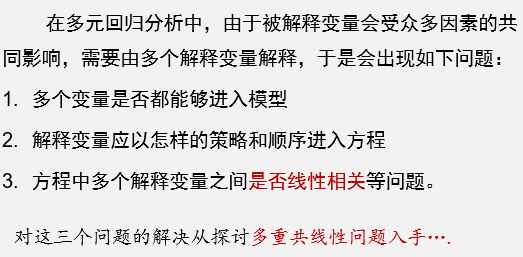 在多元回归分析中，由于被解释变量会受众多因素的共
同影响，需要由多个解释变量解释，于是会出现如下问题：
1. 多个变量是否都能够进入模型
2. 解释变量应以怎样的策略和顺序进入方程
3. 方程中多个解释变量之间是否线性相关等问题。
对这三个问题的解决从探讨多重共线性问题入手….